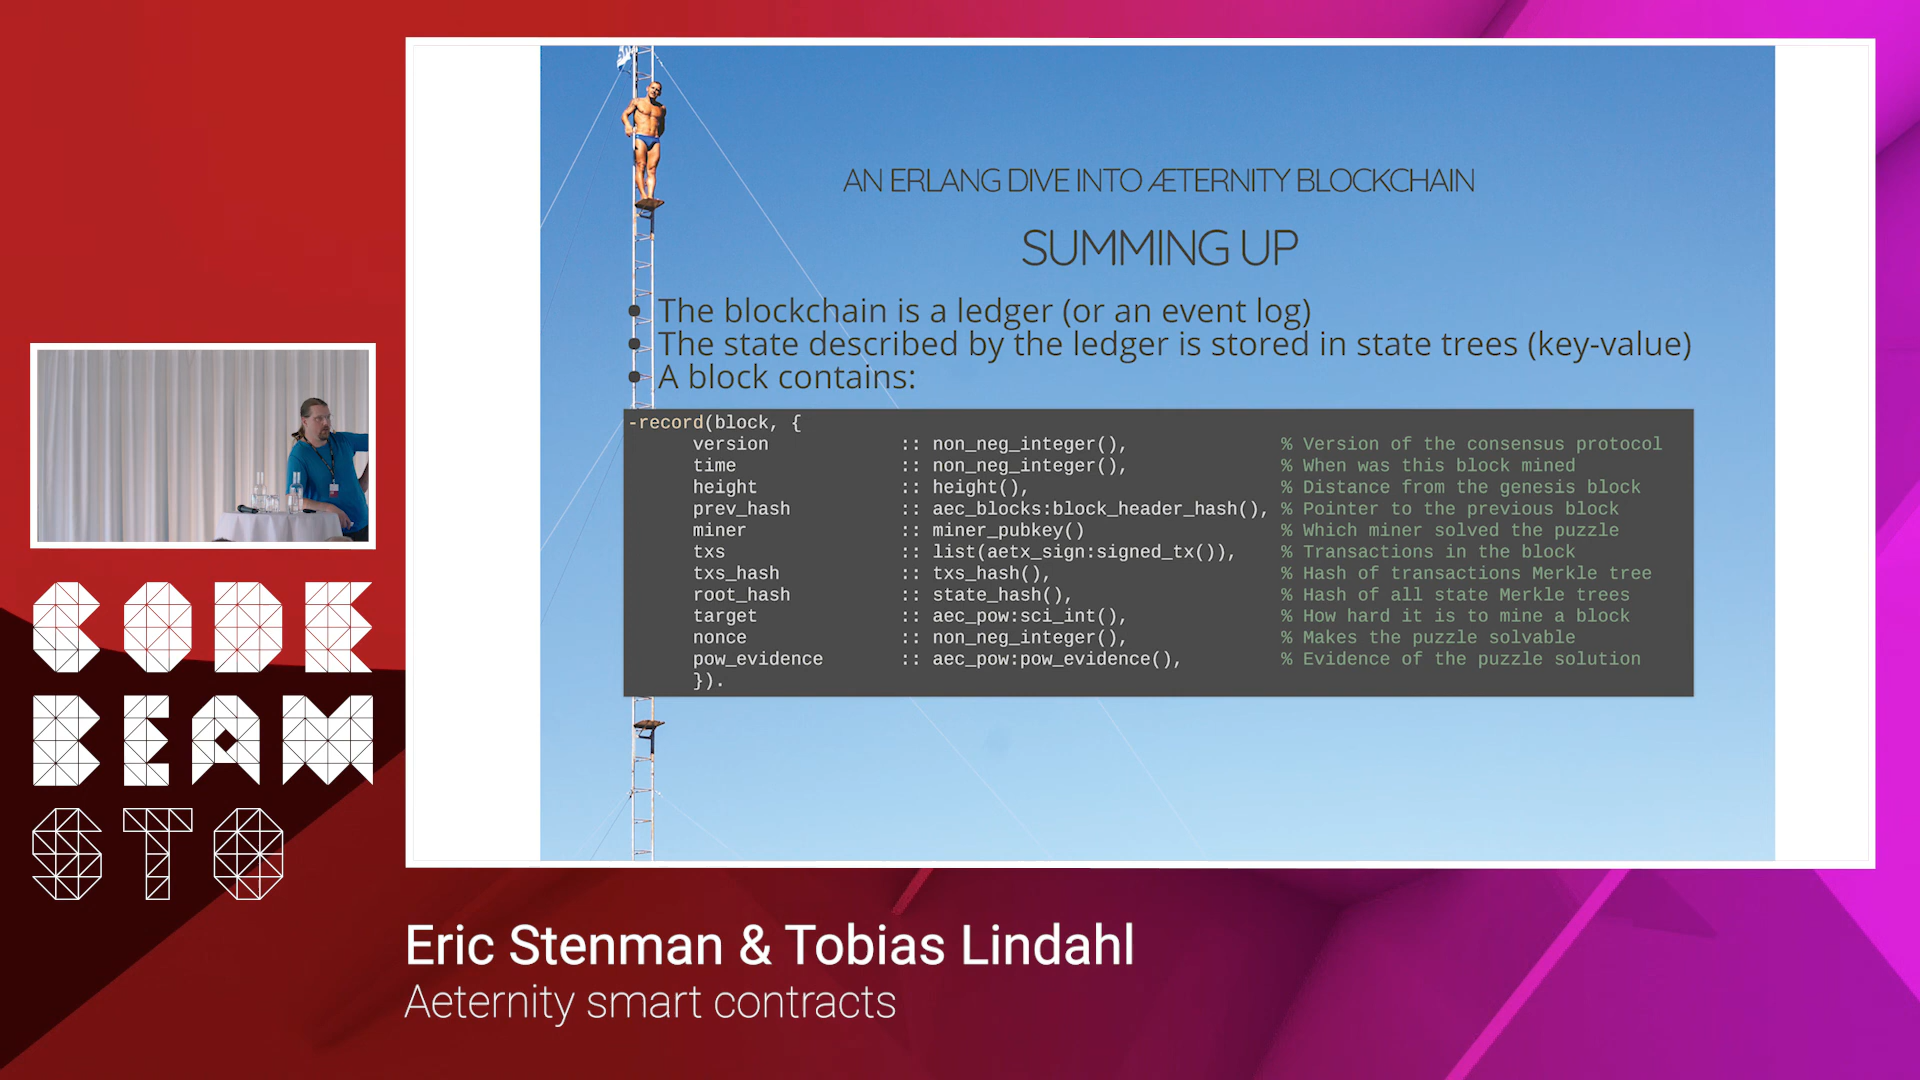 AN ERLANG DIVE INTO ÆTERNITY BLOCKCHAIN
SUMMING UP
• The blockchain is a ledger (or an event log)
• The state described by the ledger is stored in state trees (key-value)
• A block contains:
-record(block, {
version :: non_neg_integer(), % Version of the consensus protocol
time :: non_neg_integer(), % When was this block mined
height :: height(), % Distance from the genesis block
prev_hash :: aec_blocks:block_header_hash(), % Pointer to the previous block
miner :: miner_pubkey() % Which miner solved the puzzle
txs :: list(aetx_sign:signed_tx()), % Transactions in the block
txs_hash :: txs_hash(), % Hash of transactions Merkle tree
root_hash :: state_hash(), % Hash of all state Merkle trees
target :: aec_pow:sci_int(), % How hard it is to mine a block
nonce :: non_neg_integer(), % Makes the puzzle solvable
pow_evidence :: aec_pow:pow_evidence(), % Evidence of the puzzle solution
}).
CODE
BEAM
STO
Eric Stenman & Tobias Lindahl
Aeternity smart contracts